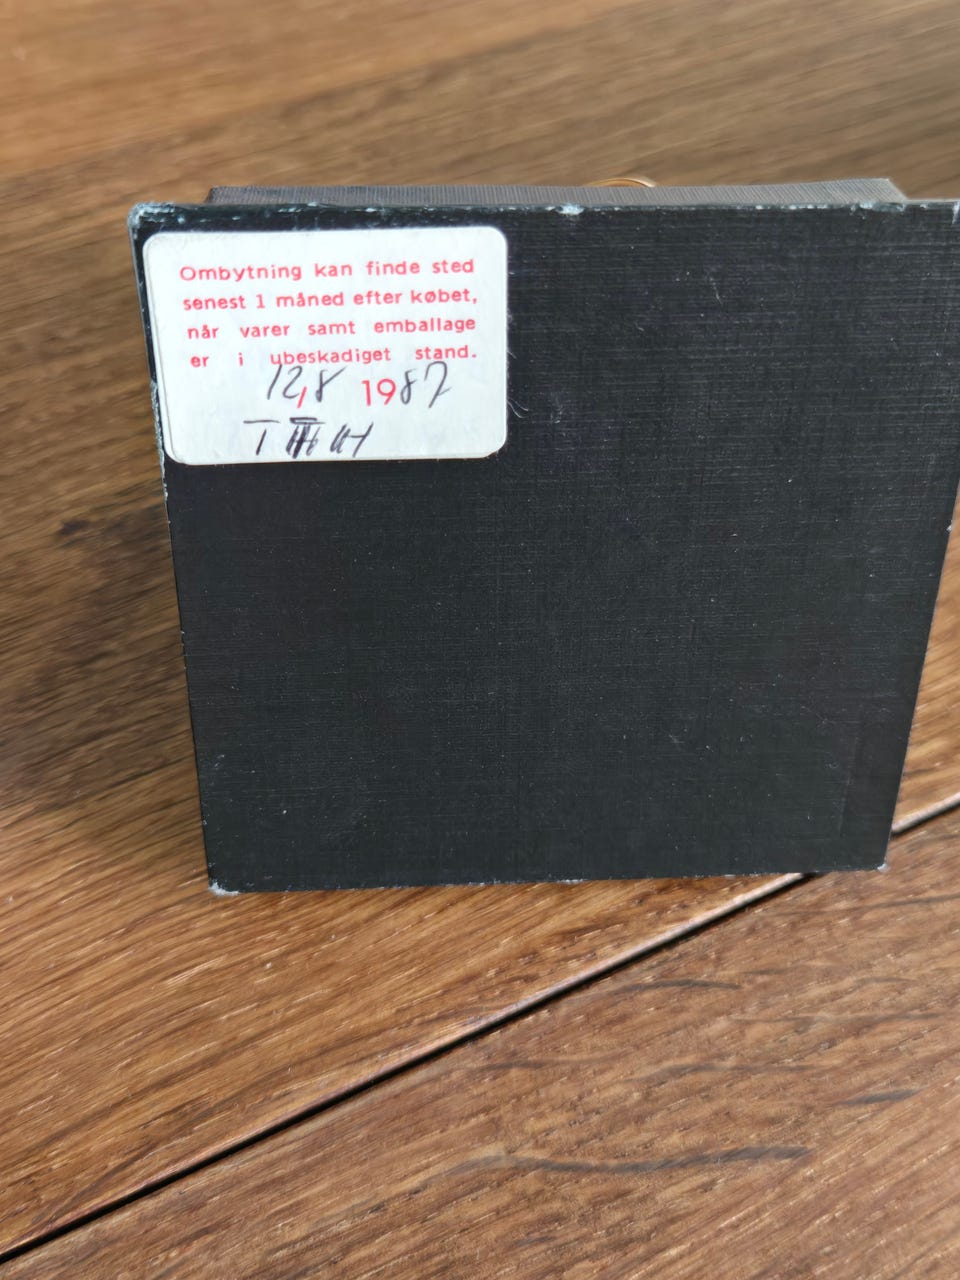 Ombytning kan finde sted
senest 1 måned efter købet,
når varer samt emballage
er i ubeskadiget stand.
12,8 1987